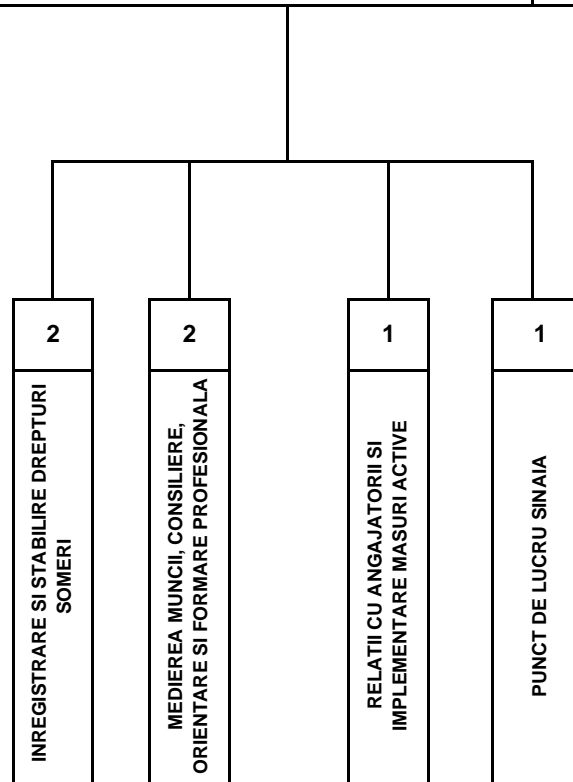 2
INREGISTRARE SI STABILIRE DREPTURI
SOMERI
2
MEDIEREA MUNCII, CONSILIERE,
ORIENTARE SI FORMARE PROFESIONALA
1
RELATII CU ANGAJATORII SI
IMPLEMENTARE MASURI ACTIVE
1
PUNCT DE LUCRU SINAIA